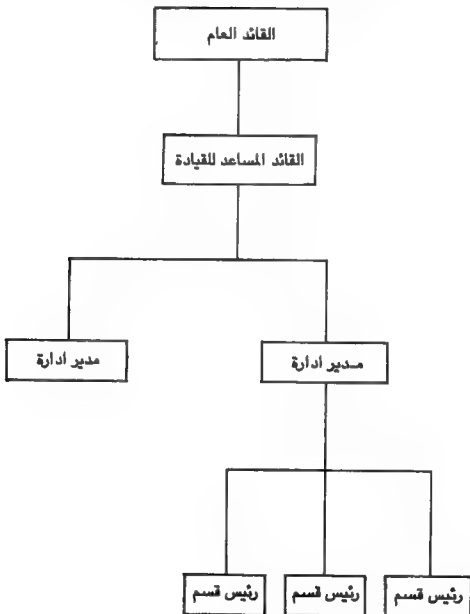 القائد العام
القائد المساعد للقيادة
مدير ادارة
مدير ادارة
رئيس قسم
رئيس قسم
رئيس قسم